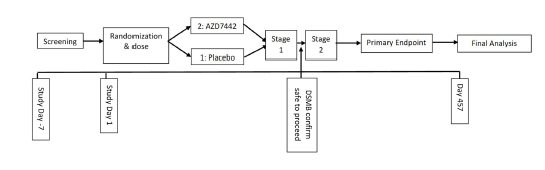 Screening
Randomization
& dose
2: AZD7442
1: Placebo
Stage
1
Stage
2
Primary Endpoint
Final Analysis
Study Day -7
Study Day 1
DSMB confirm
safe to proceed
Day 457